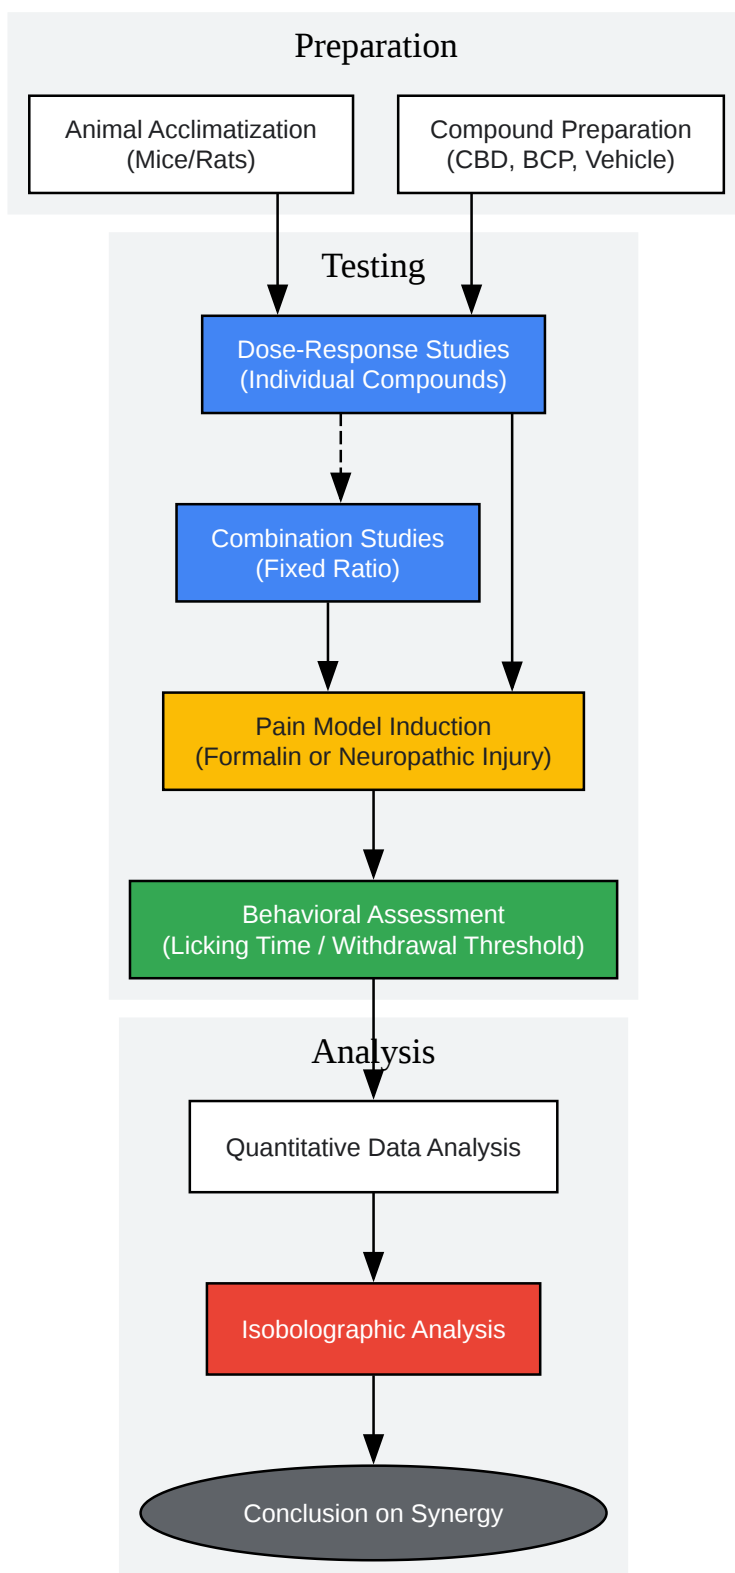 Preparation
Animal Acclimatization
(Mice/Rats)
Compound Preparation
(CBD, BCP, Vehicle)
Testing
Dose-Response Studies
(Individual Compounds)
Combination Studies
(Fixed Ratio)
Pain Model Induction
(Formalin or Neuropathic Injury)
Behavioral Assessment
(Licking Time / Withdrawal Threshold)
Analysis
Quantitative Data Analysis
Isobolographic Analysis
Conclusion on Synergy